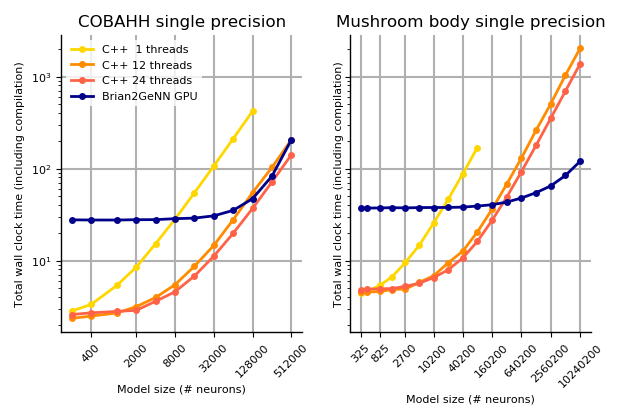 COBAHH single precision
C++  1 threads
C++ 12 threads
C++ 24 threads
Brian2GeNN GPU
Total wall clock time (including compilation)
10³
10²
10¹
400
2000
8000
32000
128000
512000
Model size (# neurons)
Mushroom body single precision
Total wall clock time (including compilation)
10³
10²
10¹
325
825
2700
10200
40200
160200
640200
2560200
10240200
Model size (# neurons)